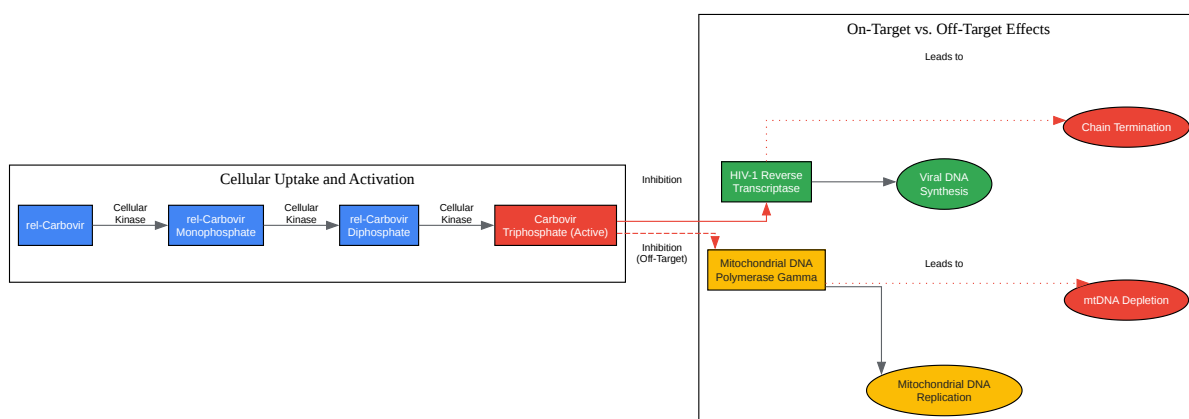 On-Target vs. Off-Target Effects
Leads to
Chain Termination
Cellular Uptake and Activation
Inhibition
HIV-1 Reverse
Transcriptase
Viral DNA
Synthesis
rel-Carbovir
Cellular
Kinase
rel-Carbovir
Monophosphate
Cellular
Kinase
rel-Carbovir
Diphosphate
Cellular
Kinase
Carbovir
Triphosphate (Active)
Inhibition
(Off-Target)
Mitochondrial DNA
Polymerase Gamma
Leads to
mtDNA Depletion
Mitochondrial DNA
Replication